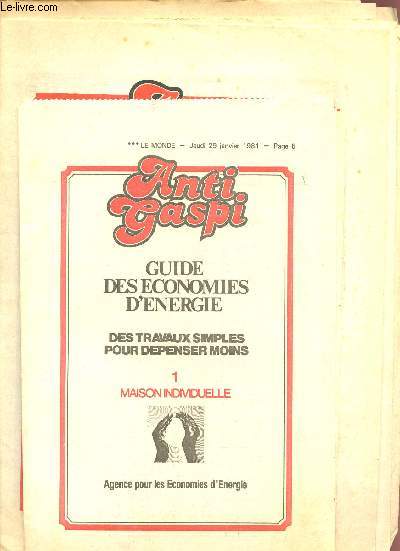 Le-livre.com
*** LE MONDE — Jeudi 29 janvier 1981 — Page 6
Anti
Gaspi
GUIDE
DES ECONOMIES
D'ENERGIE
DES TRAVAUX SIMPLES
POUR DEPENSER MOINS
1
MAISON INDIVIDUELLE
Agence pour les Economies d'Energie